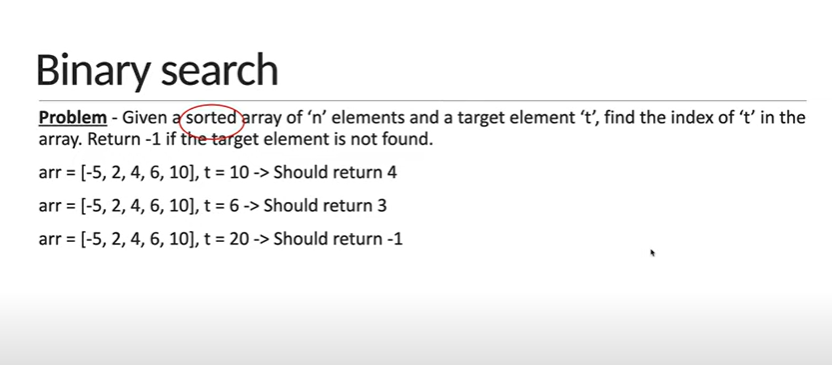 Binary search
Problem - Given a sorted array of ‘n’ elements and a target element ‘t’, find the index of ‘t’ in the
array. Return -1 if the target element is not found.
arr = [-5, 2, 4, 6, 10], t = 10 -> Should return 4
arr = [-5, 2, 4, 6, 10], t = 6 -> Should return 3
arr = [-5, 2, 4, 6, 10], t = 20 -> Should return -1